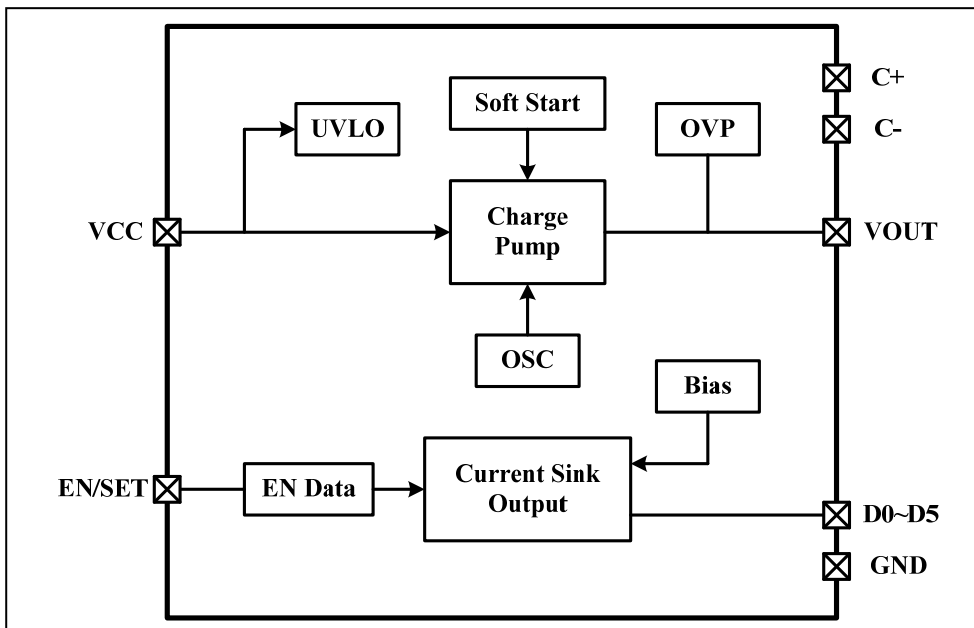 Soft Start
C+
UVLO
OVP
C-
VCC
Charge
Pump
VOUT
OSC
Bias
EN/SET
EN Data
Current Sink
Output
D0~D5
GND